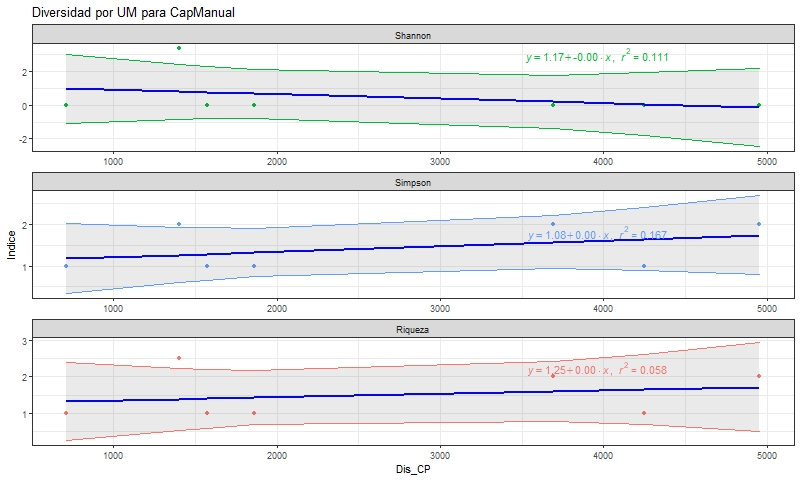 Diversidad por UM para CapManual
Shannon
y = 1.17 + -0.00 · x, r² = 0.111
2
0
-2
1000 2000 3000 4000 5000
Simpson
y = 1.08 + 0.00 · x, r² = 0.167
2
1
1000 2000 3000 4000 5000
Indice
Riqueza
y = 1.25 + 0.00 · x, r² = 0.058
3
2
1
1000 2000 3000 4000 5000
Dis_CP